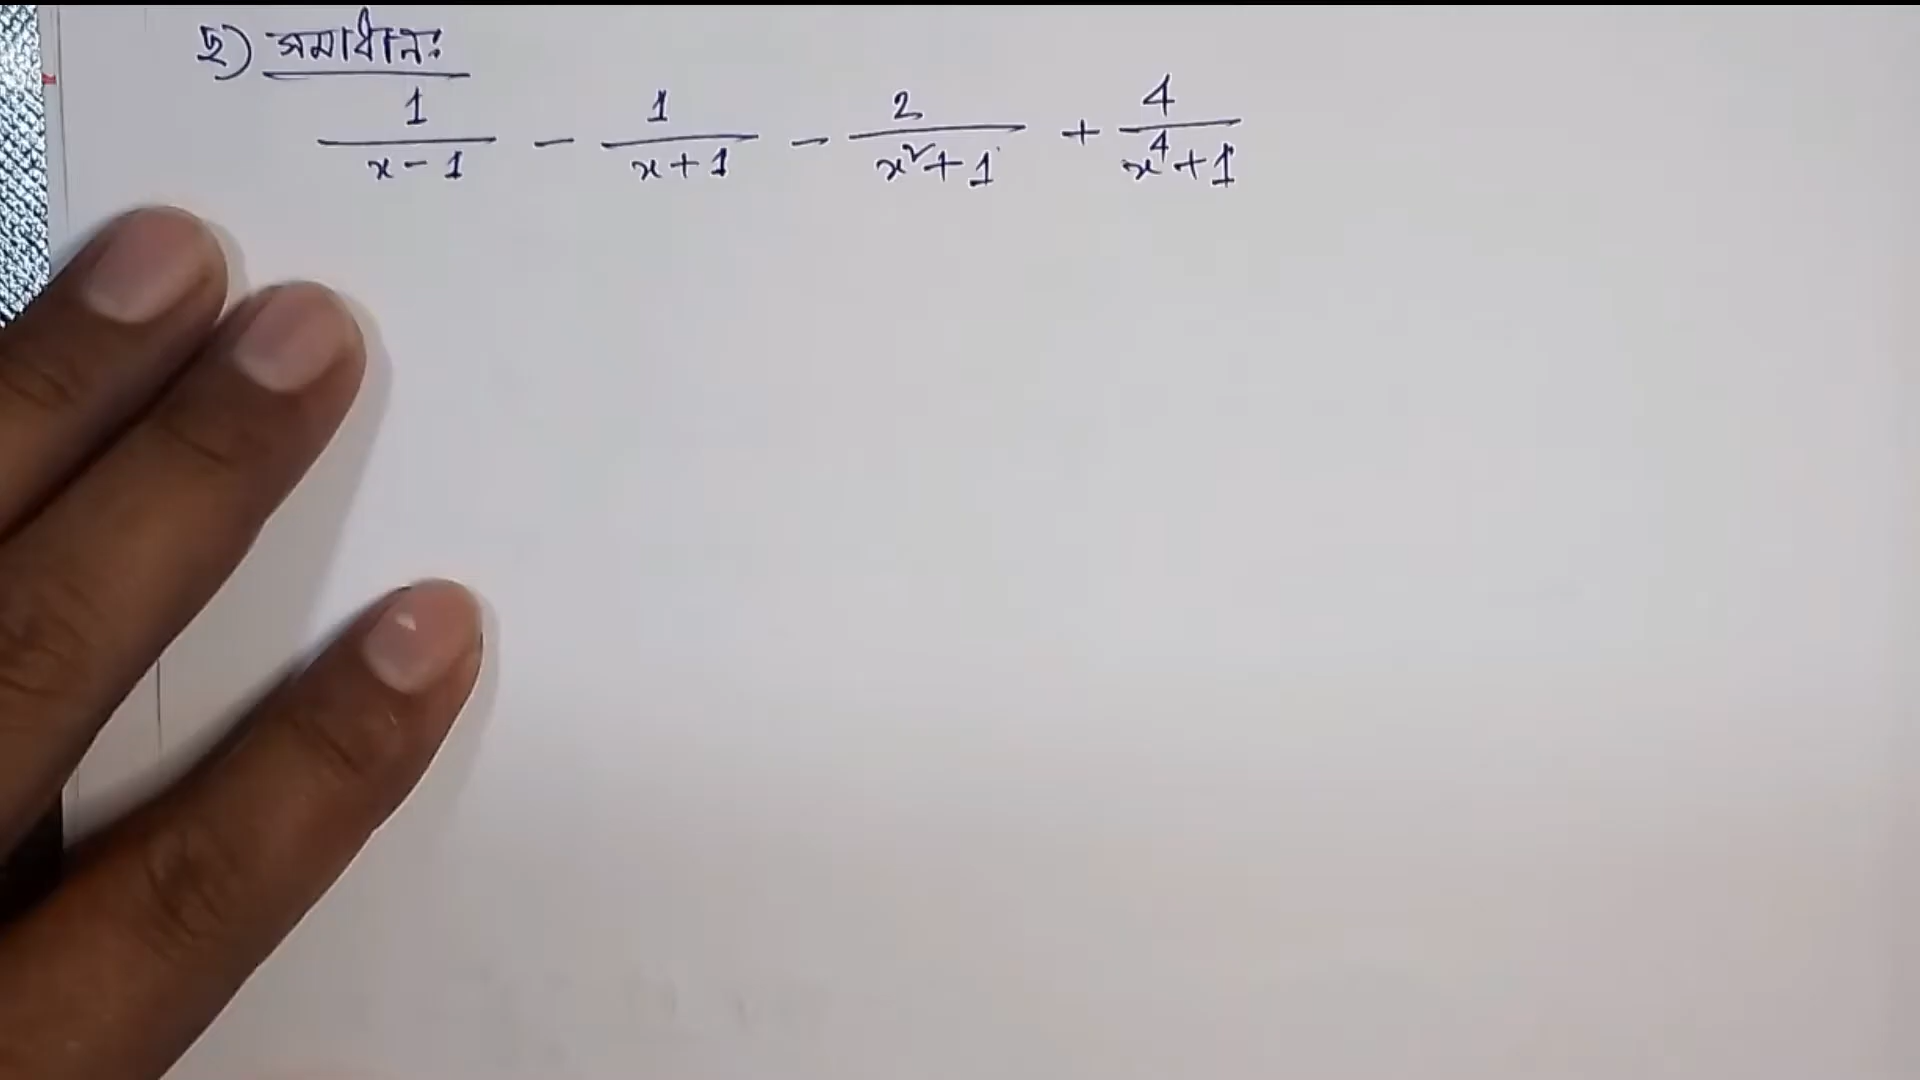 ছ) সমাধানঃ
1/(x-1) - 1/(x+1) - 2/(x²+1) + 4/(x⁴+1)